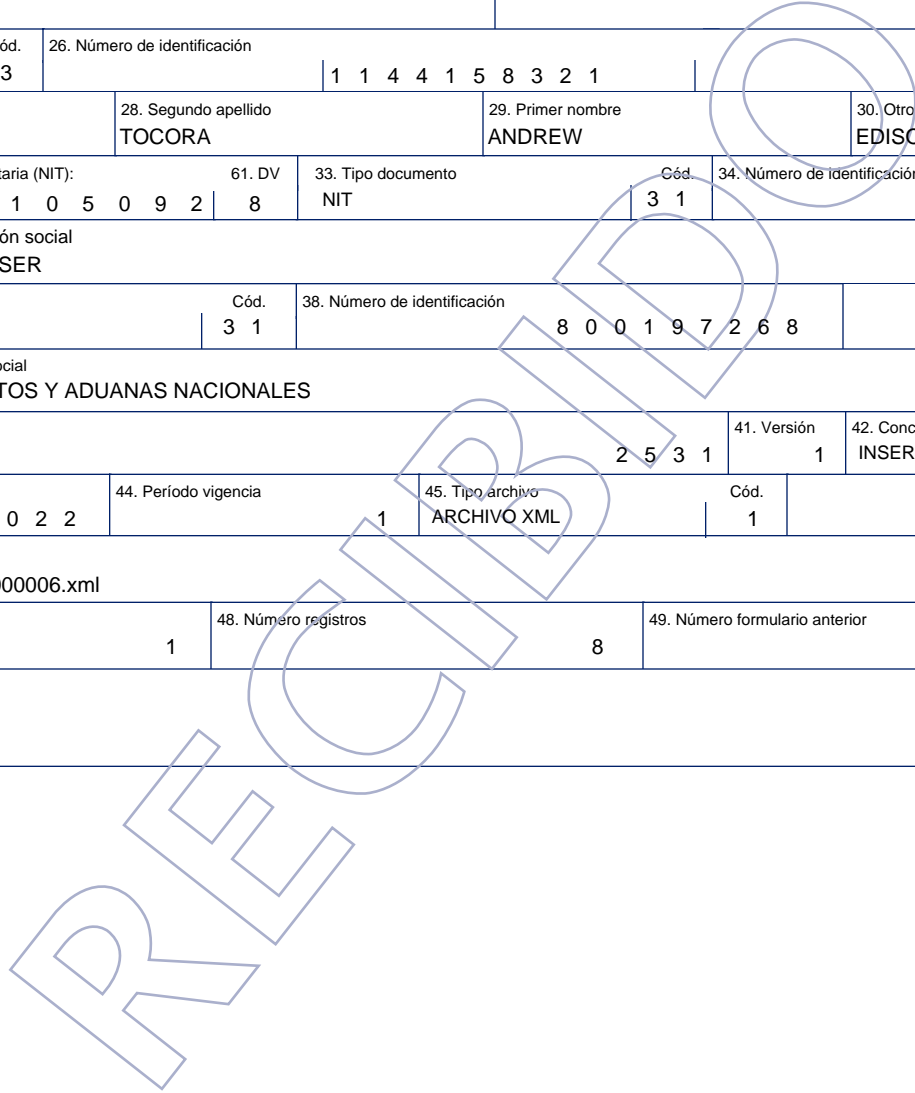 ód. 26. Número de identificación
3 1 1 4 4 1 5 8 3 2 1
28. Segundo apellido 29. Primer nombre 30. Otro
TOCORA ANDREW EDISO
taria (NIT): 61. DV 33. Tipo documento Cód. 34. Número de identificación
1 0 5 0 9 2 8 NIT 3 1
ón social
SER
Cód. 38. Número de identificación
3 1 8 0 0 1 9 7 2 6 8
ocial
TOS Y ADUANAS NACIONALES
41. Versión 42. Conc
2 5 3 1 1 INSER
44. Período vigencia 45. Tipo archivo Cód.
0 2 2 1 ARCHIVO XML 1
000006.xml
48. Número registros 49. Número formulario anterior
1 8
RECIBIDO